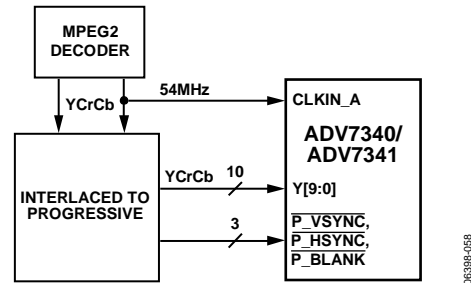 MPEG2
DECODER
YCrCb
54MHz
CLKIN_A
ADV7340/
ADV7341
YCrCb
10
Y[9:0]
INTERLACED TO
PROGRESSIVE
3
P_VSYNC,
P_HSYNC,
P_BLANK
06398-058